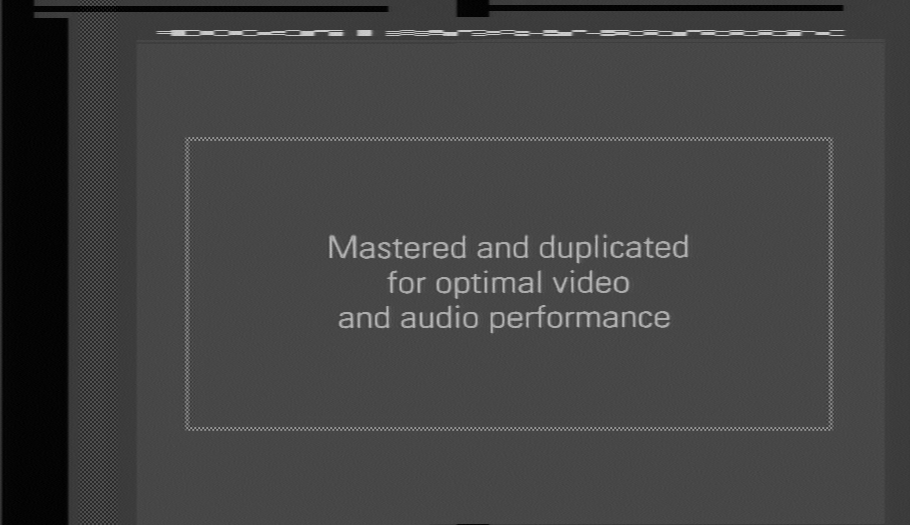 Mastered and duplicated
for optimal video
and audio performance